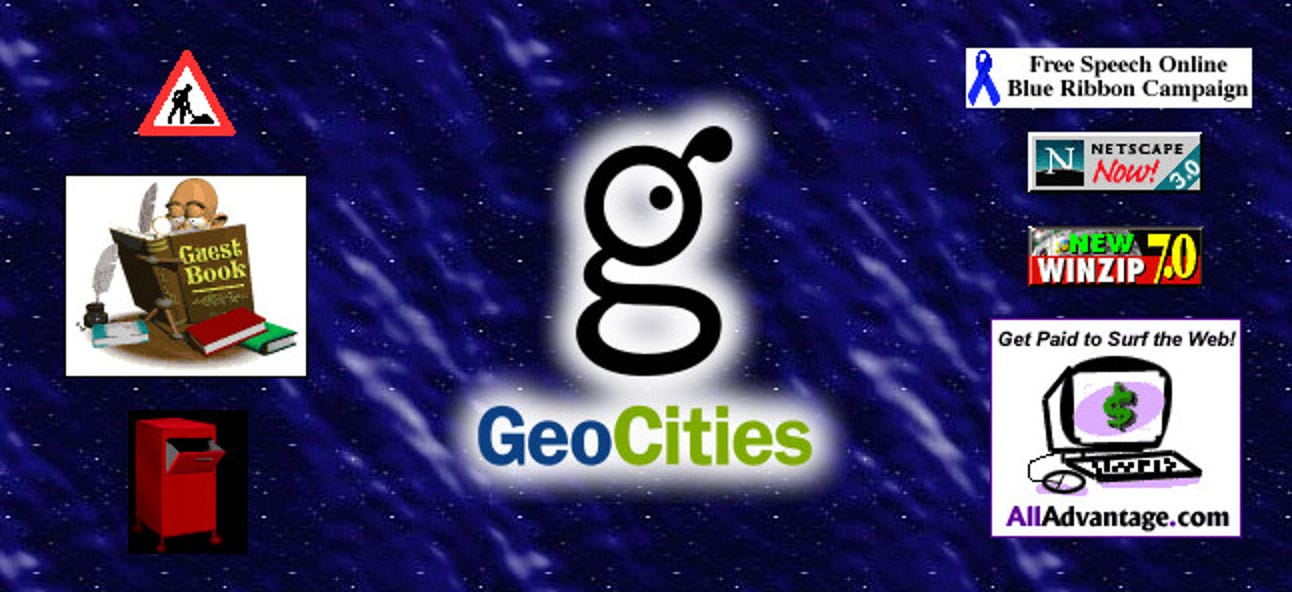 Guest
Book
GeoCities
Free Speech Online
Blue Ribbon Campaign
N
NETSCAPE
Now! 3.0
NEW
WINZIP 7.0
Get Paid to Surf the Web!
$
AllAdvantage.com